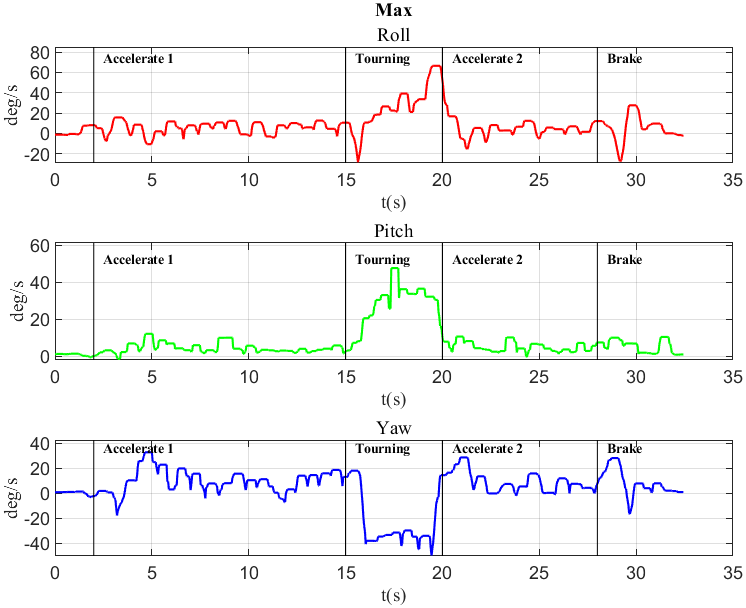 Max
Roll
deg/s
80
60
40
20
0
-20
Accelerate 1
Tourning
Accelerate 2
Brake
0 5 10 15 20 25 30 35
t(s)
Pitch
deg/s
60
40
20
0
Accelerate 1
Tourning
Accelerate 2
Brake
0 5 10 15 20 25 30 35
t(s)
Yaw
deg/s
40
20
0
-20
-40
Accelerate 1
Tourning
Accelerate 2
Brake
0 5 10 15 20 25 30 35
t(s)